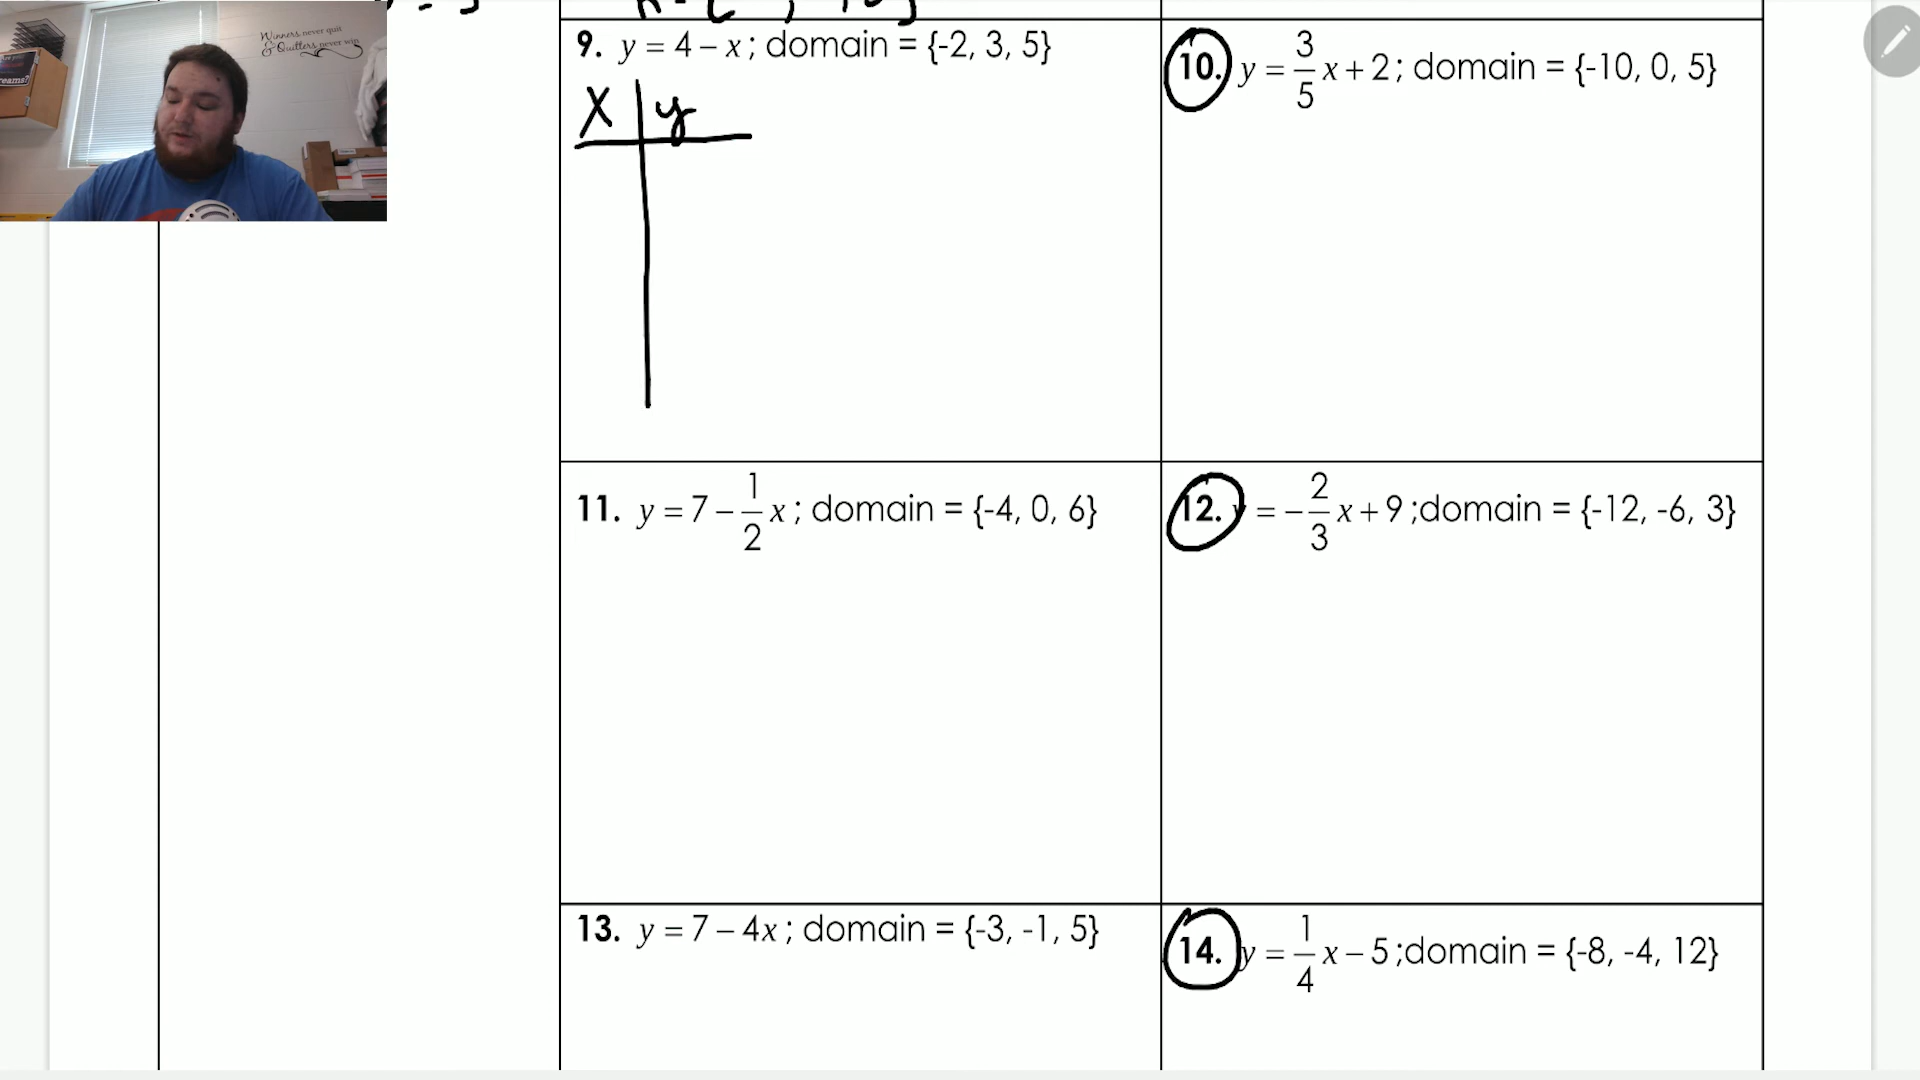 Winners never quit
& Quitters never win
reams?
9. y = 4 − x ; domain = {-2, 3, 5}
X | y
10. y = 3/5 x + 2 ; domain = {-10, 0, 5}
11. y = 7 − 1/2 x ; domain = {-4, 0, 6}
12. y = − 2/3 x + 9 ;domain = {-12, -6, 3}
13. y = 7 − 4x ; domain = {-3, -1, 5}
14. y = 1/4 x − 5 ;domain = {-8, -4, 12}